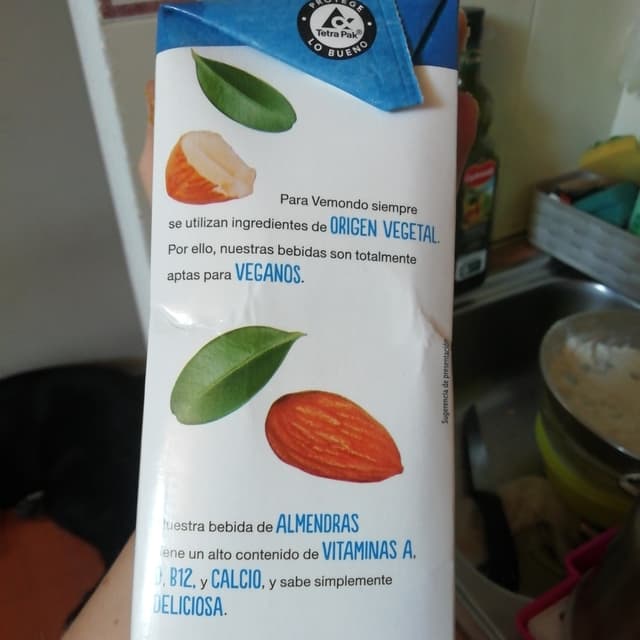 PROTEGE
Tetra Pak®
LO BUENO
Para Vemondo siempre
se utilizan ingredientes de ORIGEN VEGETAL.
Por ello, nuestras bebidas son totalmente
aptas para VEGANOS.
Sugerencia de presentación
uestra bebida de ALMENDRAS
ene un alto contenido de VITAMINAS A,
D, B12, y CALCIO, y sabe simplemente
DELICIOSA.